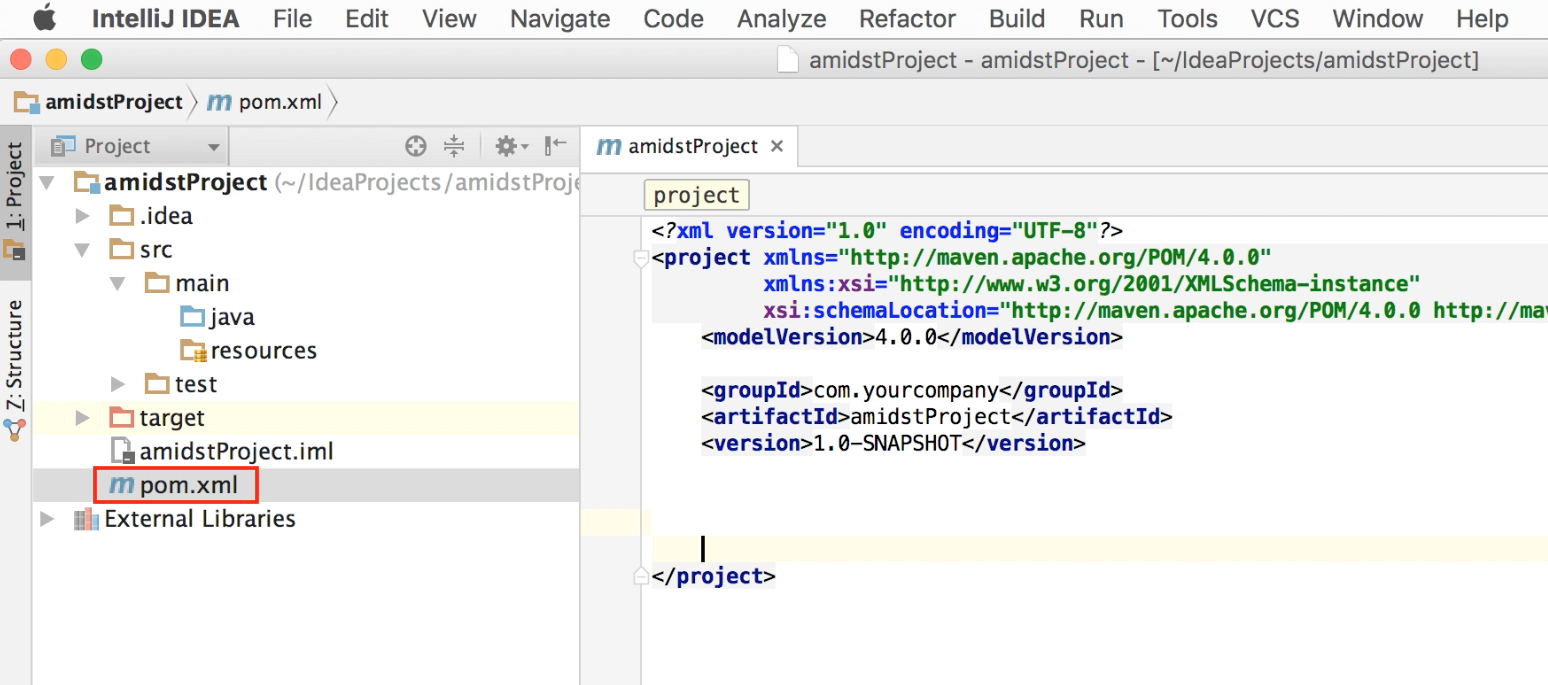 IntelliJ IDEA File Edit View Navigate Code Analyze Refactor Build Run Tools VCS Window Help
amidstProject - amidstProject - [~/IdeaProjects/amidstProject]
amidstProject m pom.xml
1: Project
Z: Structure
Project
amidstProject (~/IdeaProjects/amidstProje
.idea
src
main
java
resources
test
target
amidstProject.iml
m pom.xml
External Libraries
m amidstProject ×
project
<?xml version="1.0" encoding="UTF-8"?>
<project xmlns="http://maven.apache.org/POM/4.0.0"
xmlns:xsi="http://www.w3.org/2001/XMLSchema-instance"
xsi:schemaLocation="http://maven.apache.org/POM/4.0.0 http://mav
<modelVersion>4.0.0</modelVersion>
<groupId>com.yourcompany</groupId>
<artifactId>amidstProject</artifactId>
<version>1.0-SNAPSHOT</version>
</project>